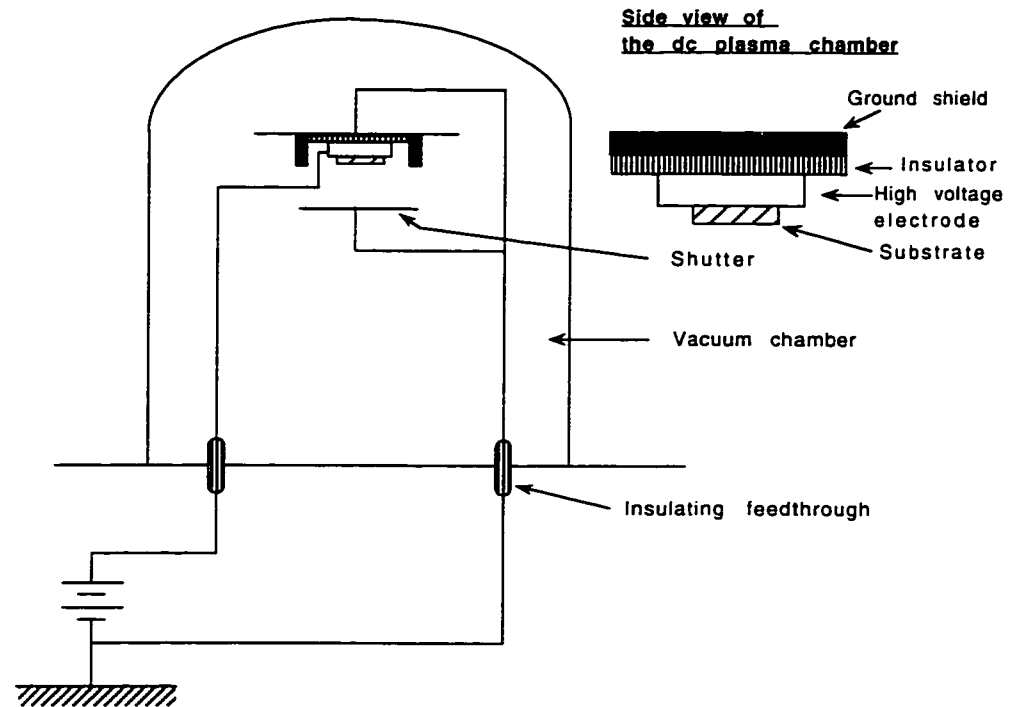 Side view of
the dc plasma chamber
Ground shield
Insulator
High voltage
electrode
Substrate
Shutter
Vacuum chamber
Insulating feedthrough